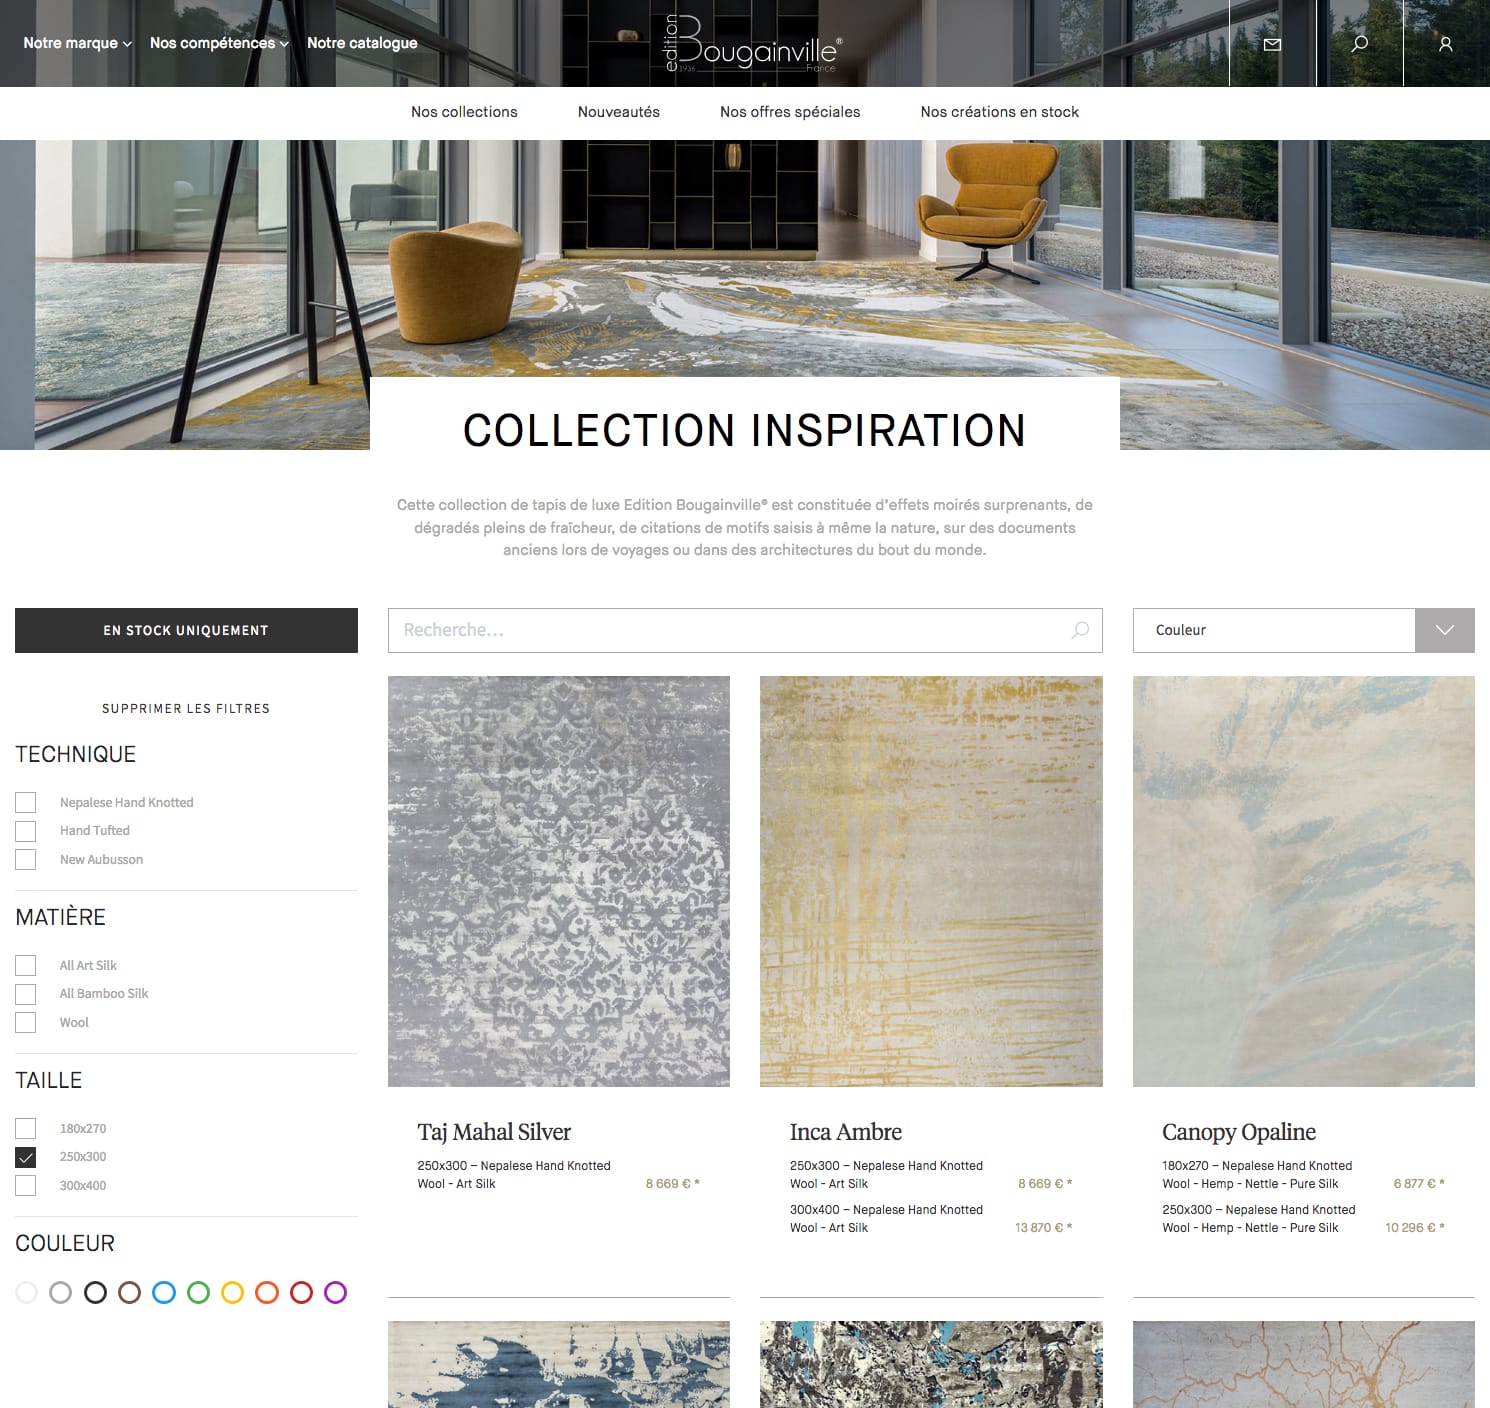 Notre marque
Nos compétences
Notre catalogue
edition
Bougainville®
1936
France
Nos collections
Nouveautés
Nos offres spéciales
Nos créations en stock
COLLECTION INSPIRATION
Cette collection de tapis de luxe Edition Bougainville® est constituée d'effets moirés surprenants, de
dégradés pleins de fraîcheur, de citations de motifs saisis à même la nature, sur des documents
anciens lors de voyages ou dans des architectures du bout du monde.
EN STOCK UNIQUEMENT
Recherche...
Couleur
SUPPRIMER LES FILTRES
TECHNIQUE
Nepalese Hand Knotted
Hand Tufted
New Aubusson
MATIÈRE
All Art Silk
All Bamboo Silk
Wool
TAILLE
180x270
250x300
300x400
COULEUR
Taj Mahal Silver
250x300 – Nepalese Hand Knotted
Wool - Art Silk 8 669 € *
Inca Ambre
250x300 – Nepalese Hand Knotted
Wool - Art Silk 8 669 € *
300x400 – Nepalese Hand Knotted
Wool - Art Silk 13 870 € *
Canopy Opaline
180x270 – Nepalese Hand Knotted
Wool - Hemp - Nettle - Pure Silk 6 877 € *
250x300 – Nepalese Hand Knotted
Wool - Hemp - Nettle - Pure Silk 10 296 € *